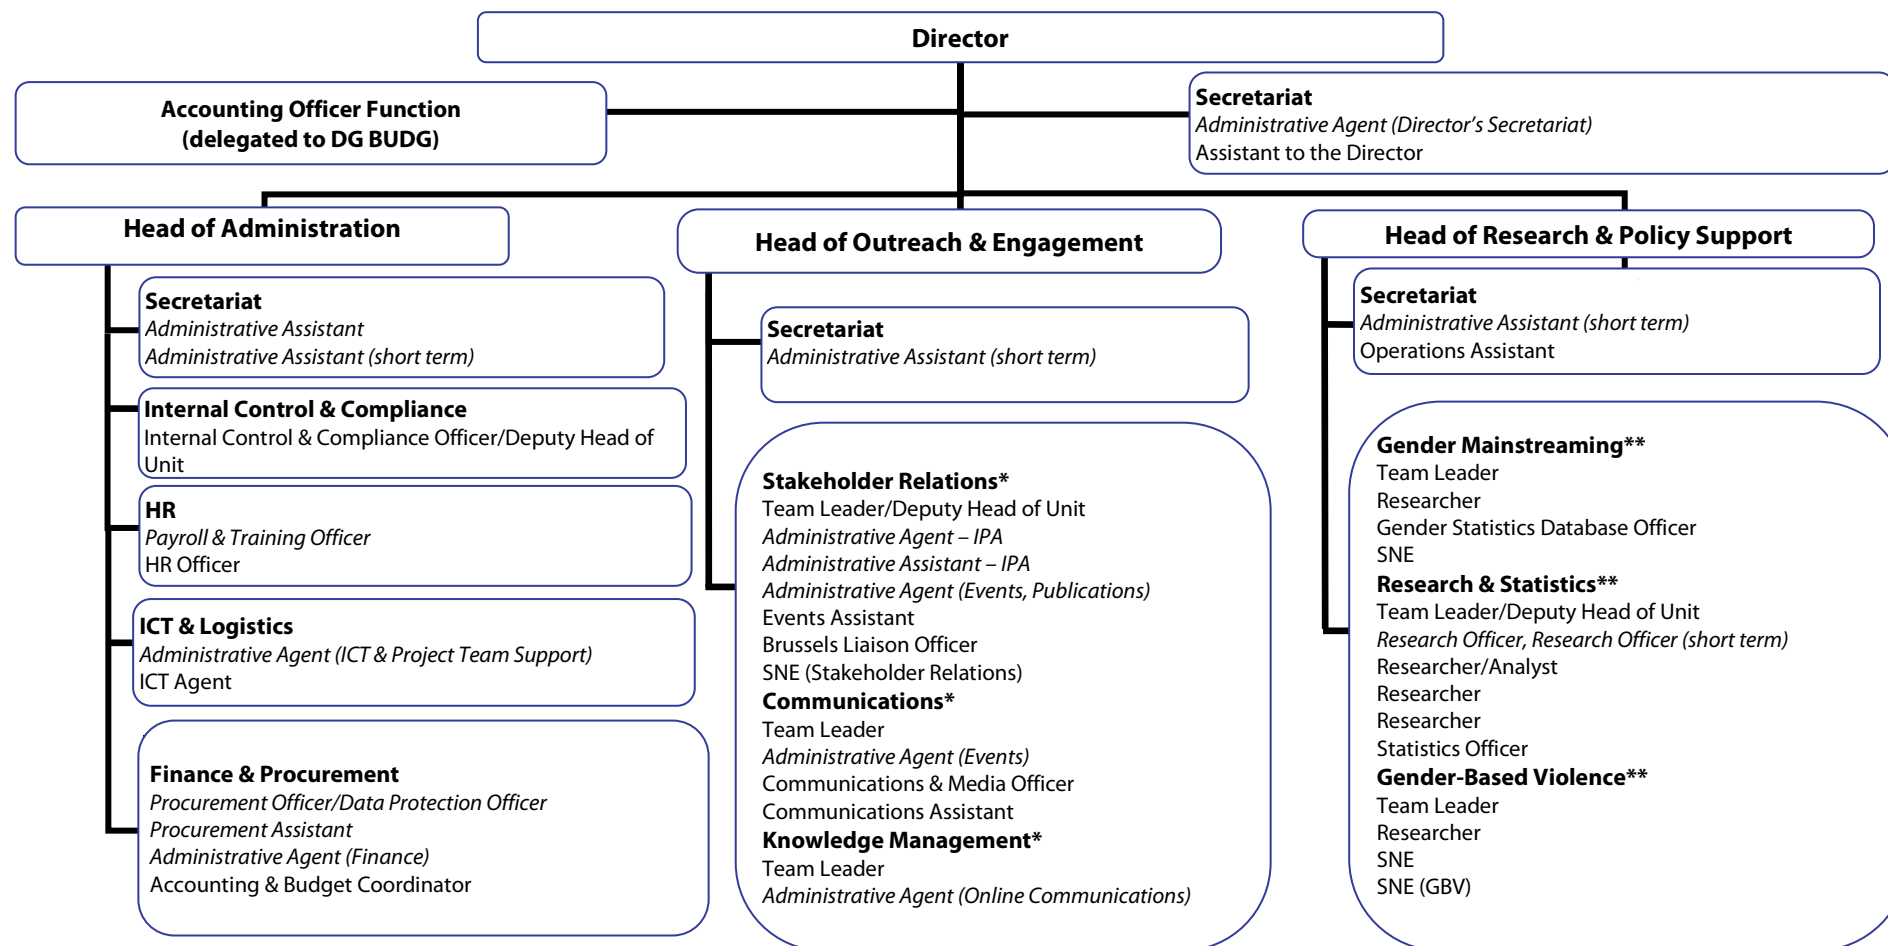 Director
Accounting Officer Function
(delegated to DG BUDG)
Secretariat
Administrative Agent (Director’s Secretariat)
Assistant to the Director
Head of Administration
Secretariat
Administrative Assistant
Administrative Assistant (short term)
Internal Control & Compliance
Internal Control & Compliance Officer/Deputy Head of
Unit
HR
Payroll & Training Officer
HR Officer
ICT & Logistics
Administrative Agent (ICT & Project Team Support)
ICT Agent
Finance & Procurement
Procurement Officer/Data Protection Officer
Procurement Assistant
Administrative Agent (Finance)
Accounting & Budget Coordinator
Head of Outreach & Engagement
Secretariat
Administrative Assistant (short term)
Stakeholder Relations*
Team Leader/Deputy Head of Unit
Administrative Agent – IPA
Administrative Assistant – IPA
Administrative Agent (Events, Publications)
Events Assistant
Brussels Liaison Officer
SNE (Stakeholder Relations)
Communications*
Team Leader
Administrative Agent (Events)
Communications & Media Officer
Communications Assistant
Knowledge Management*
Team Leader
Administrative Agent (Online Communications)
Head of Research & Policy Support
Secretariat
Administrative Assistant (short term)
Operations Assistant
Gender Mainstreaming**
Team Leader
Researcher
Gender Statistics Database Officer
SNE
Research & Statistics**
Team Leader/Deputy Head of Unit
Research Officer, Research Officer (short term)
Researcher/Analyst
Researcher
Researcher
Statistics Officer
Gender-Based Violence**
Team Leader
Researcher
SNE
SNE (GBV)